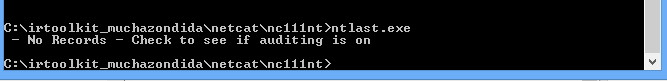 C:\irtoolkit_muchazondida\netcat\nc111nt>ntlast.exe
- No Records - Check to see if auditing is on
C:\irtoolkit_muchazondida\netcat\nc111nt>